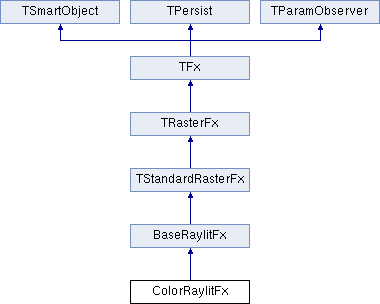 TSmartObject TPersist TParamObserver
TFx
TRasterFx
TStandardRasterFx
BaseRaylitFx
ColorRaylitFx